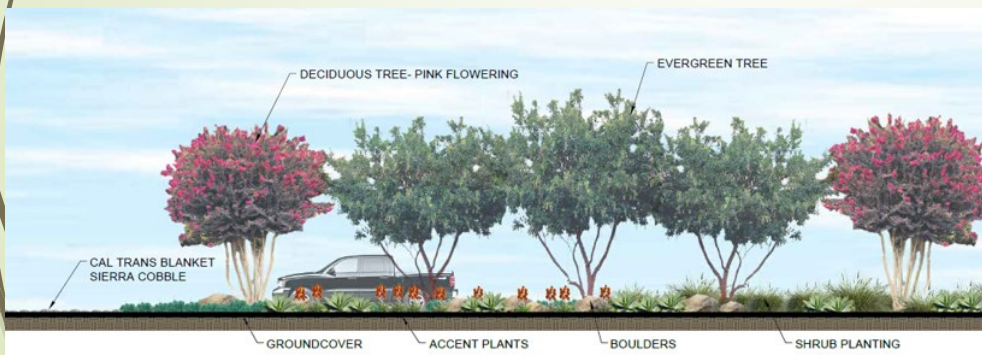 EVERGREEN TREE
DECIDUOUS TREE- PINK FLOWERING
CAL TRANS BLANKET
SIERRA COBBLE
GROUNDCOVER
ACCENT PLANTS
BOULDERS
SHRUB PLANTING